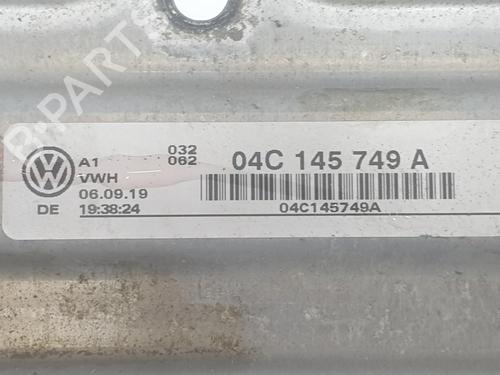 B-PARTS
A1
VWH
06.09.19
DE 19:38:24
032
062
04C 145 749 A
04C145749A